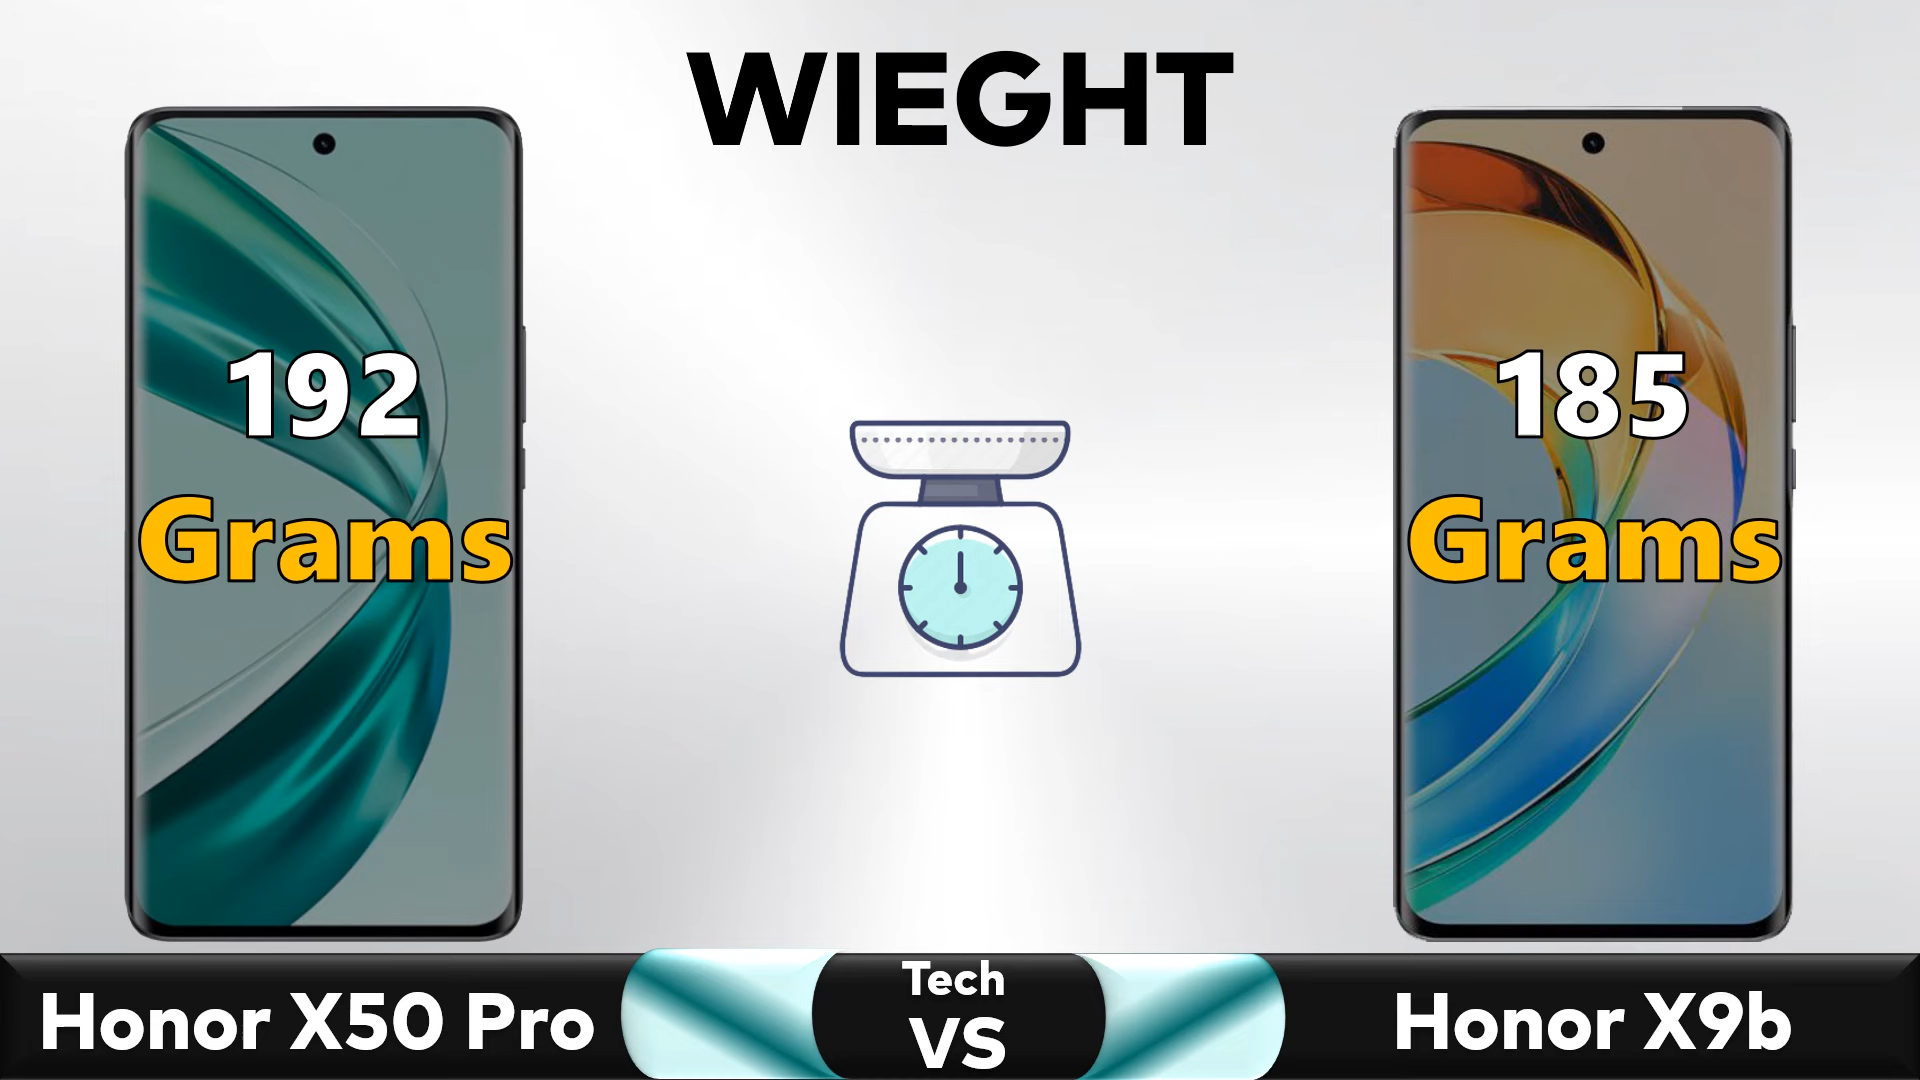 WIEGHT
192
Grams
185
Grams
Honor X50 Pro
Tech
VS
Honor X9b